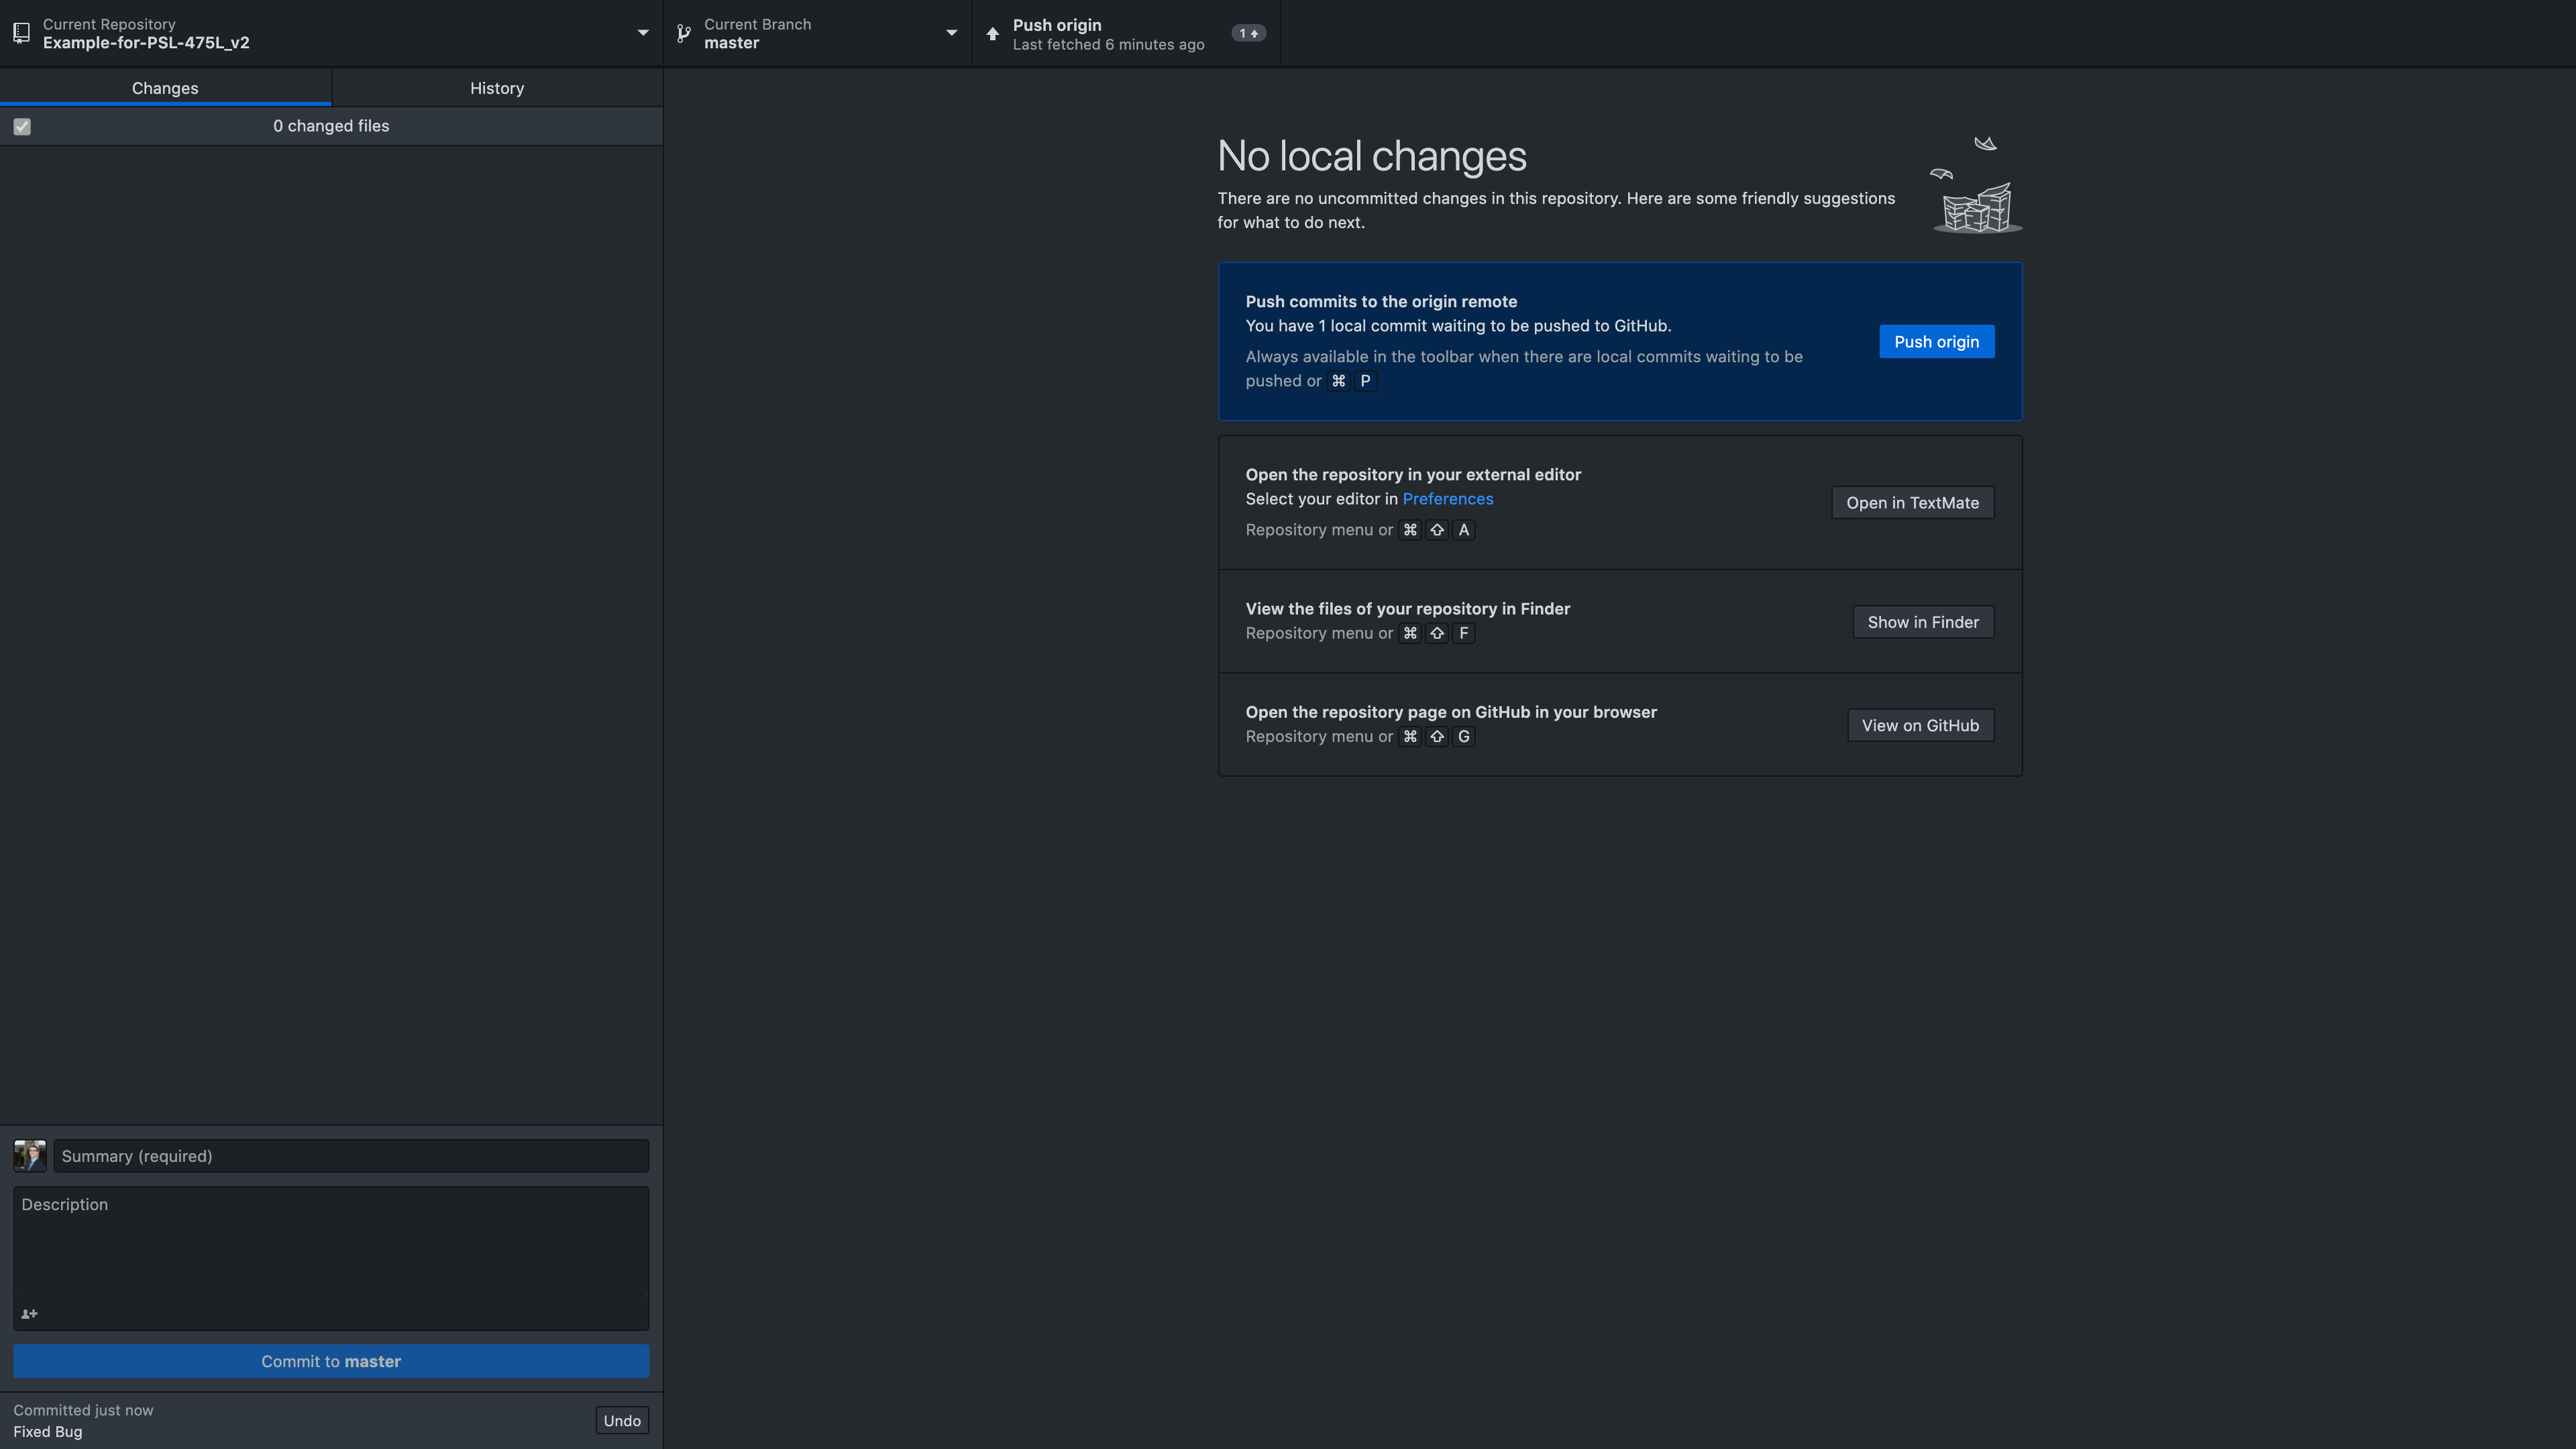 Current Repository
Example-for-PSL-475L_v2
Current Branch
master
Push origin
Last fetched 6 minutes ago
1
Changes
History
0 changed files
No local changes
There are no uncommitted changes in this repository. Here are some friendly suggestions
for what to do next.
Push commits to the origin remote
You have 1 local commit waiting to be pushed to GitHub.
Always available in the toolbar when there are local commits waiting to be
pushed or ⌘ P
Push origin
Open the repository in your external editor
Select your editor in Preferences
Repository menu or ⌘ ⇧ A
Open in TextMate
View the files of your repository in Finder
Repository menu or ⌘ ⇧ F
Show in Finder
Open the repository page on GitHub in your browser
Repository menu or ⌘ ⇧ G
View on GitHub
Summary (required)
Description
Commit to master
Committed just now
Fixed Bug
Undo